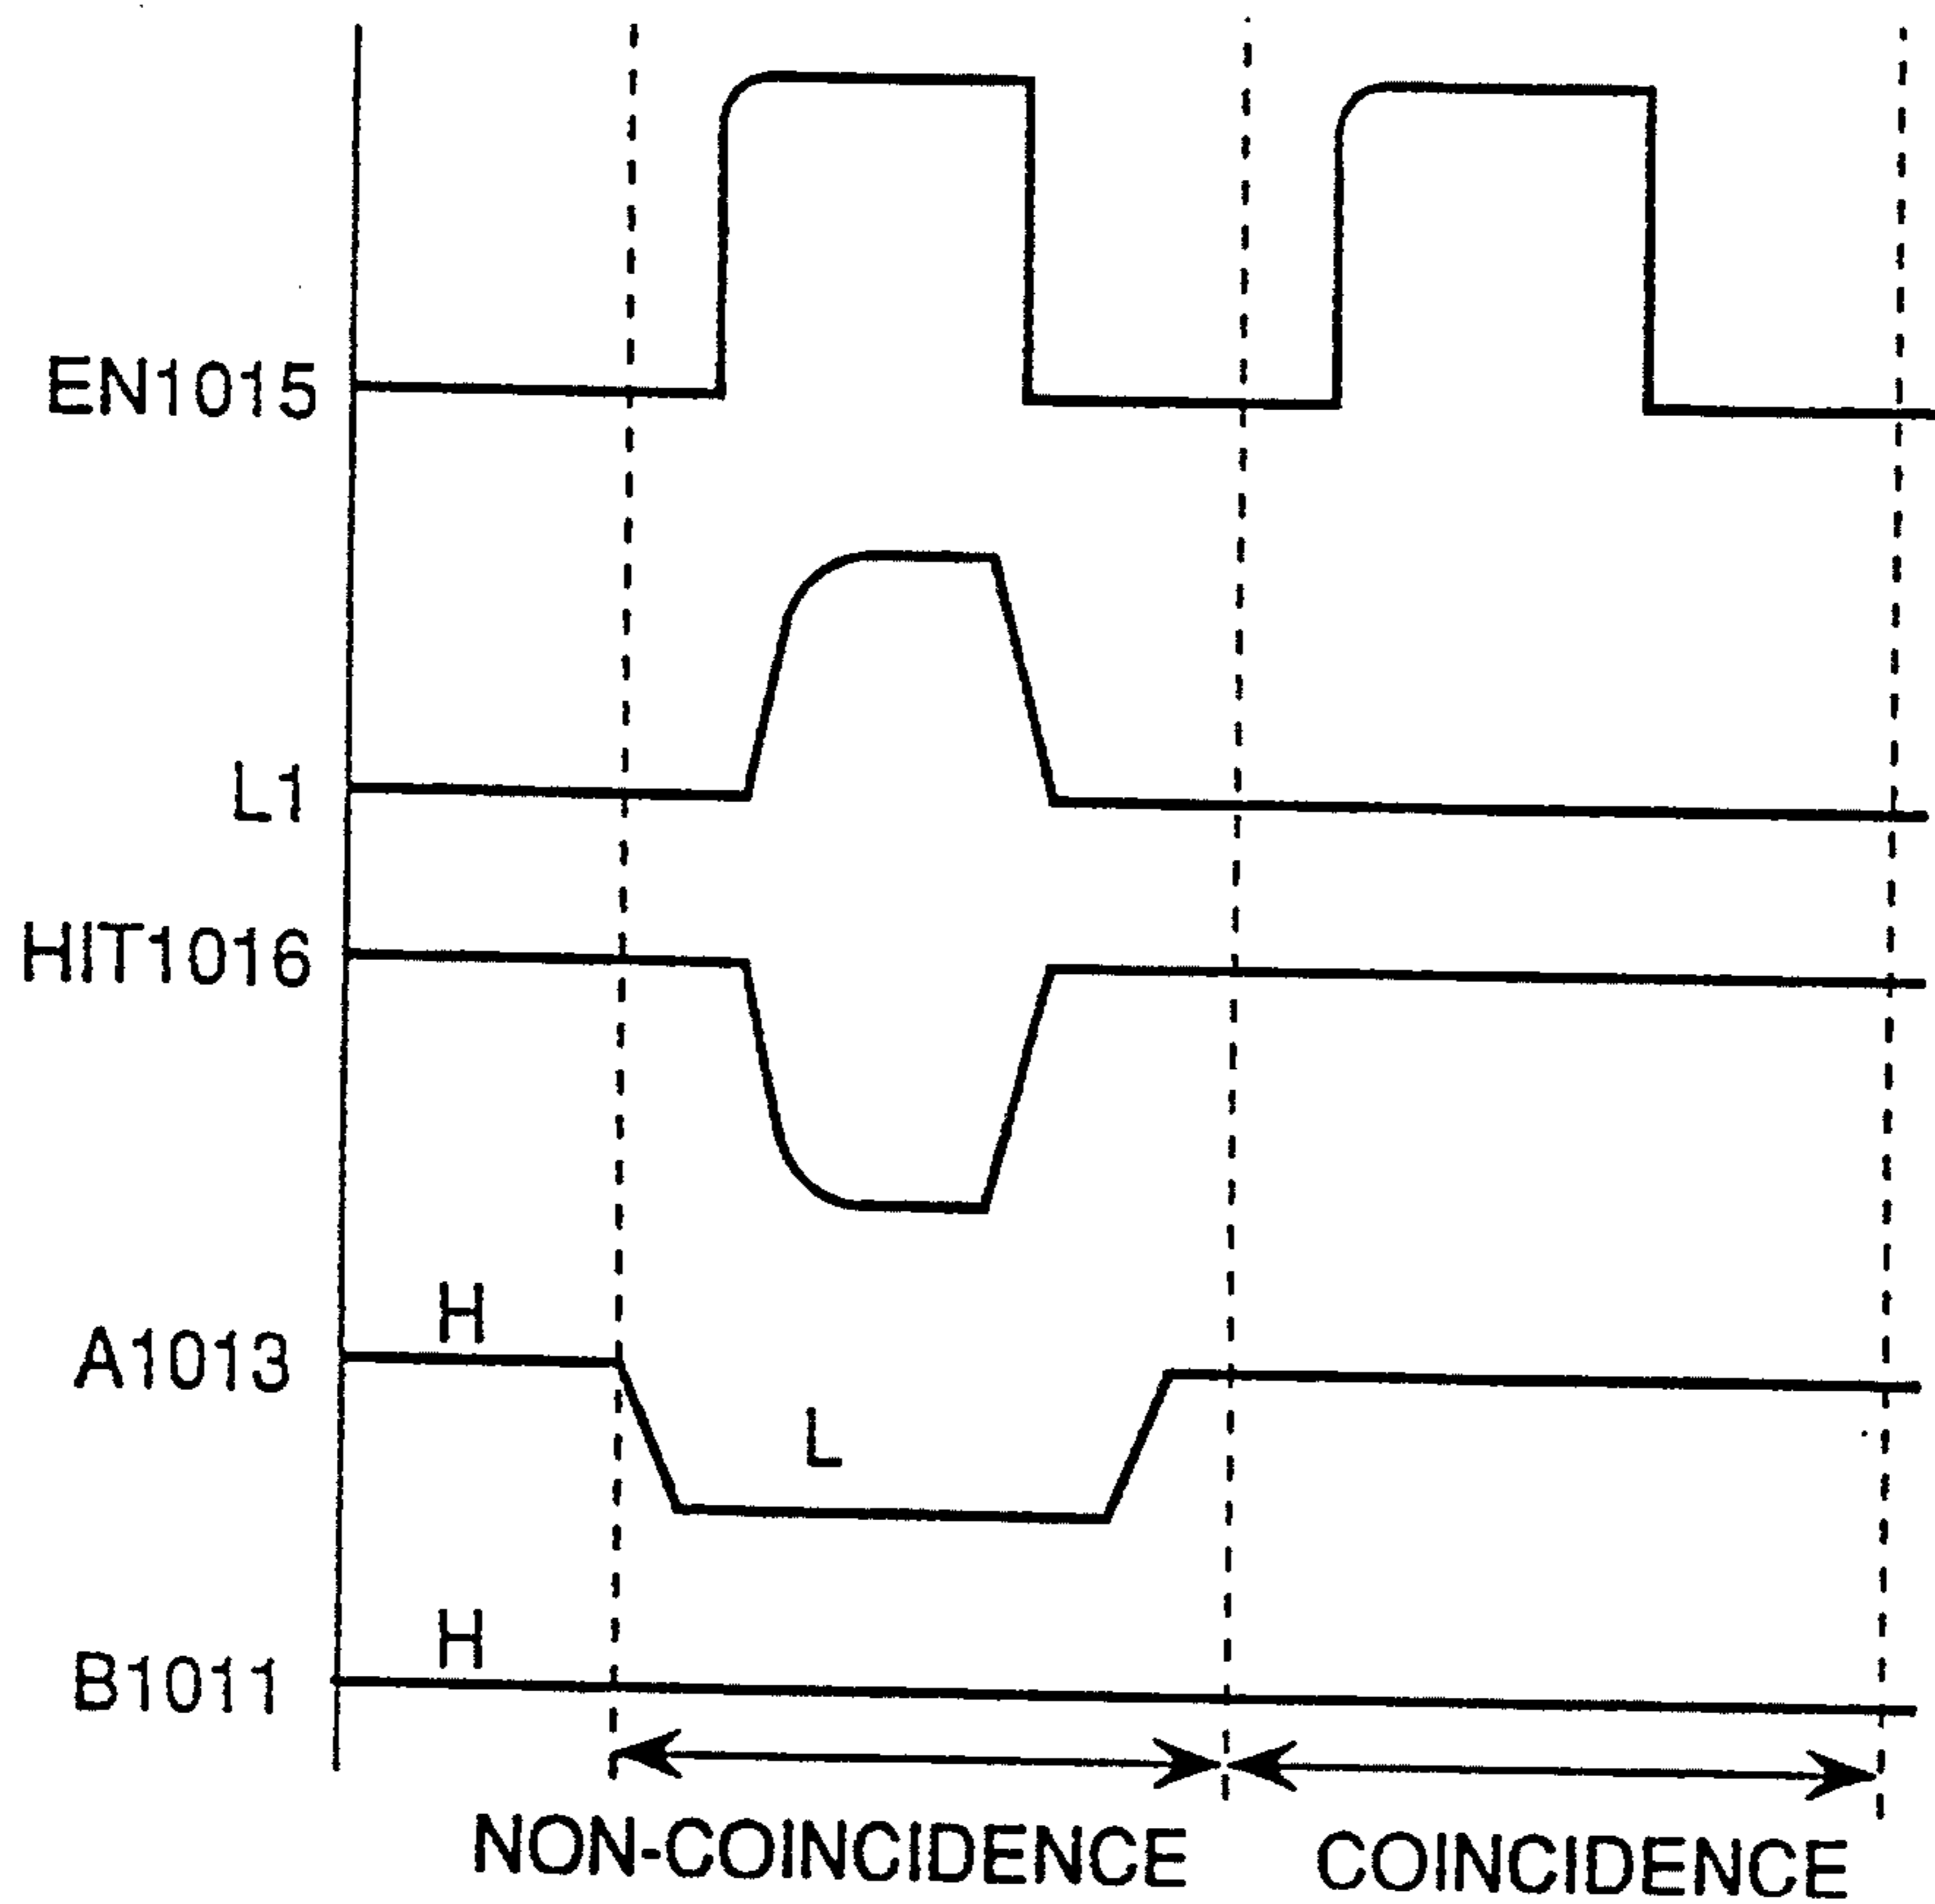 EN1015
L1
HIT1016
H
A1013
L
H
B1011
NON-COINCIDENCE
COINCIDENCE